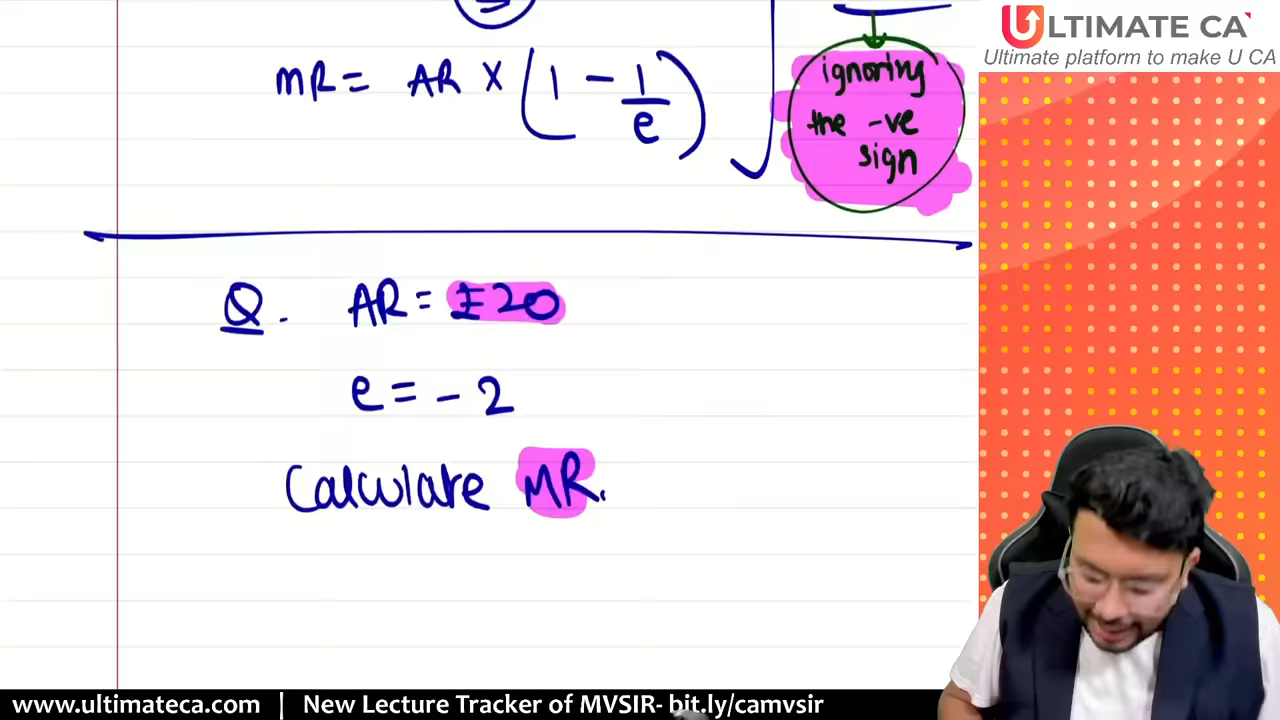 ULTIMATE CA
Ultimate platform to make U CA
MR = AR × (1 - 1/e)
ignoring
the -ve
sign
Q. AR = ₹20
e = - 2
Calculate MR.
www.ultimateca.com | New Lecture Tracker of MVSIR- bit.ly/camvsir